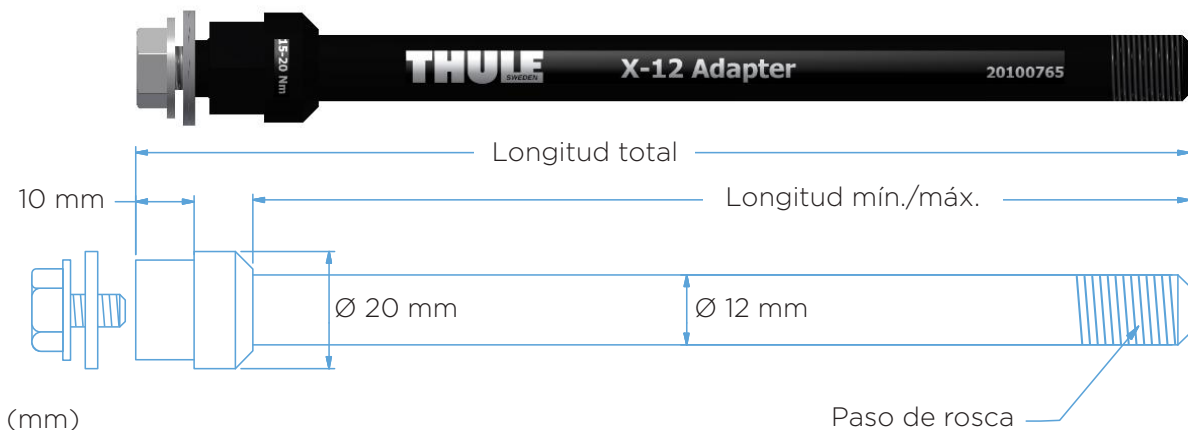 15-20 Nm
THULE
SWEDEN
X-12 Adapter
20100765
Longitud total
10 mm
Longitud mín./máx.
Ø 20 mm
Ø 12 mm
(mm)
Paso de rosca